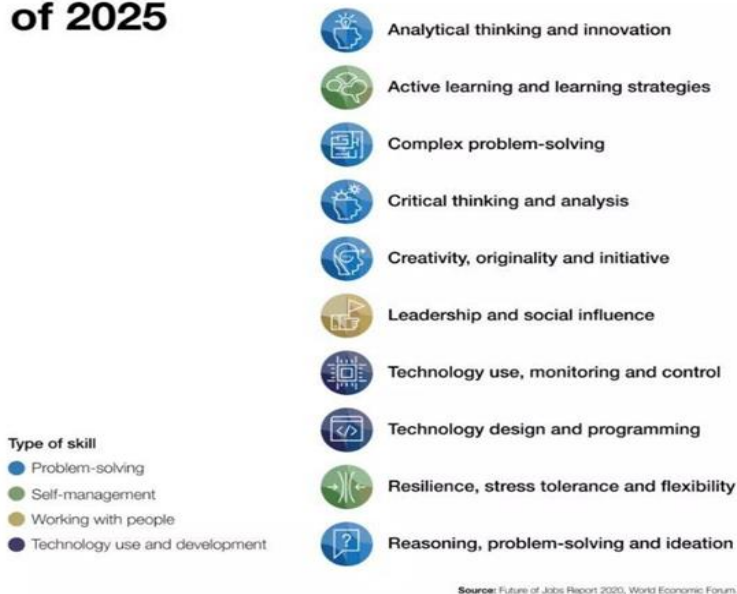 of 2025
Analytical thinking and innovation
Active learning and learning strategies
Complex problem-solving
Critical thinking and analysis
Creativity, originality and initiative
Leadership and social influence
Technology use, monitoring and control
Technology design and programming
Resilience, stress tolerance and flexibility
Reasoning, problem-solving and ideation
Type of skill
Problem-solving
Self-management
Working with people
Technology use and development
Source: Future of Jobs Report 2020, World Economic Forum.